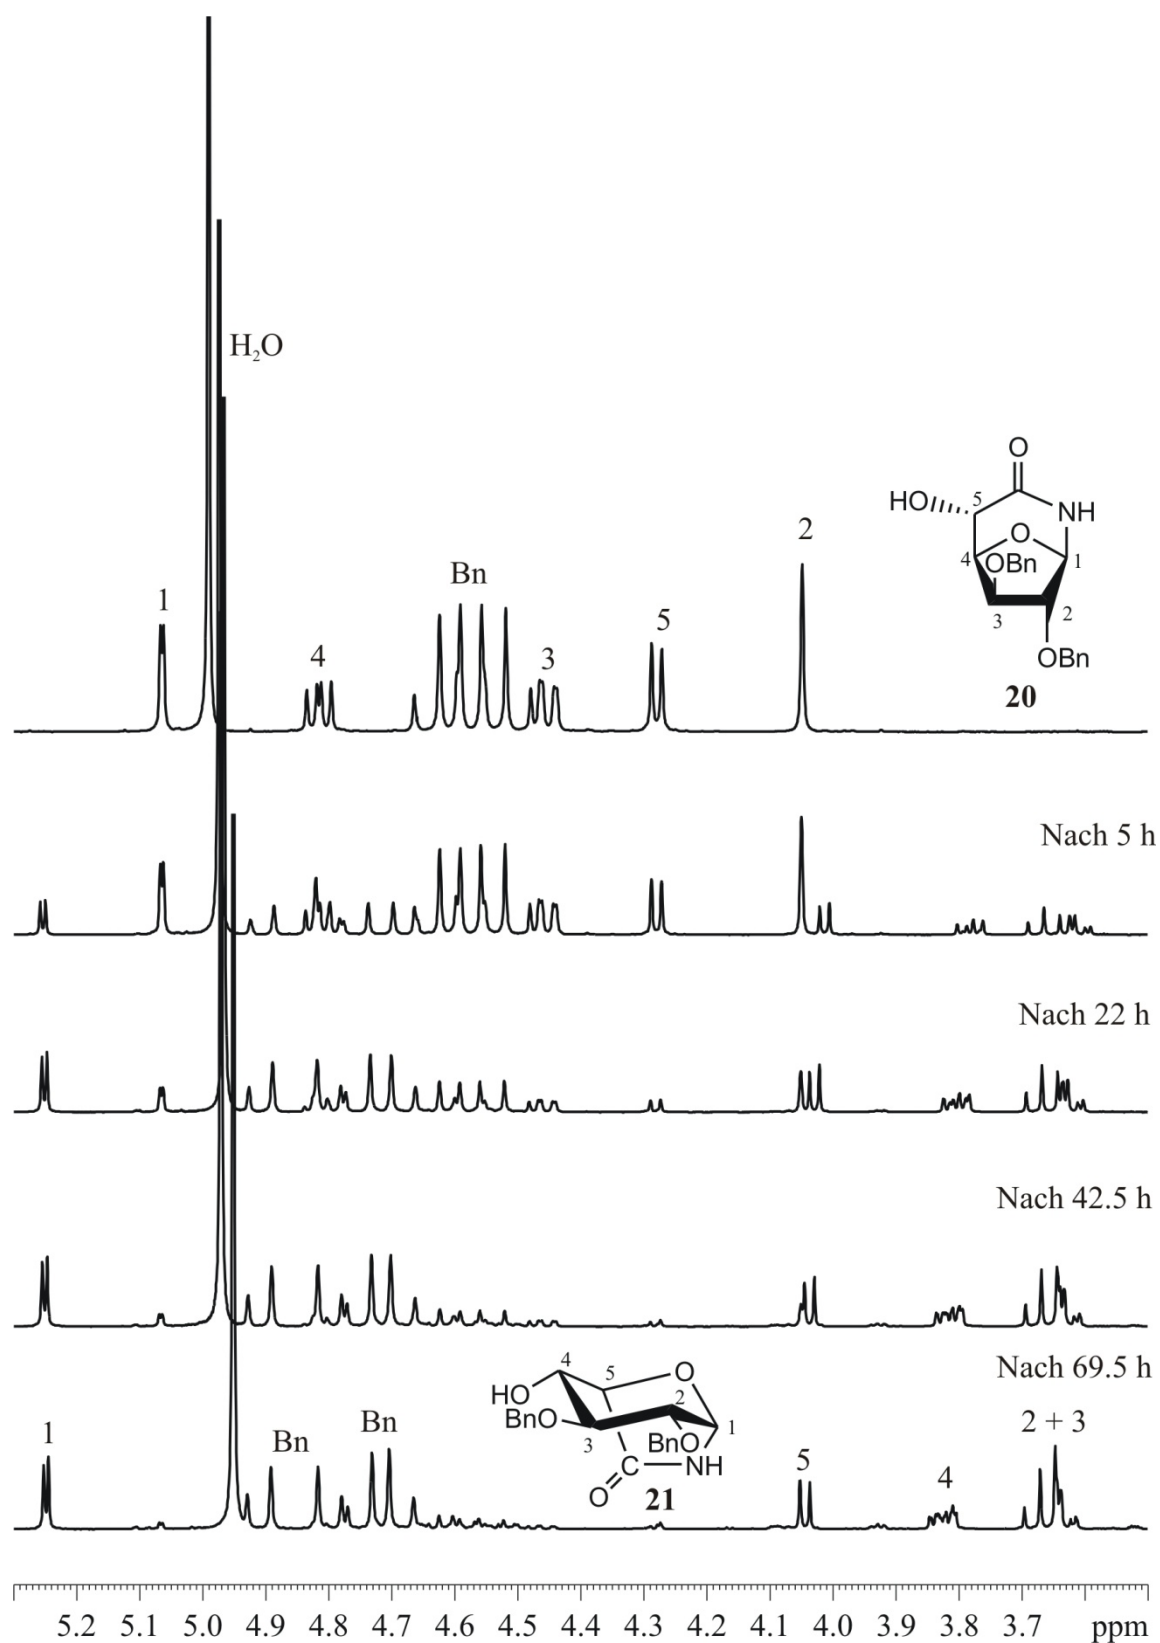 H₂O
O
HO
5
C
NH
1
4
Bn
2
5
4
O
OBn
1
3
3
2
OBn
20
Nach 5 h
Nach 22 h
Nach 42.5 h
Nach 69.5 h
4
5
O
HO
2
BnO
BnO
1
3
C
NH
O
21
1
Bn
Bn
5
4
2 + 3
5.2 5.1 5.0 4.9 4.8 4.7 4.6 4.5 4.4 4.3 4.2 4.1 4.0 3.9 3.8 3.7 ppm